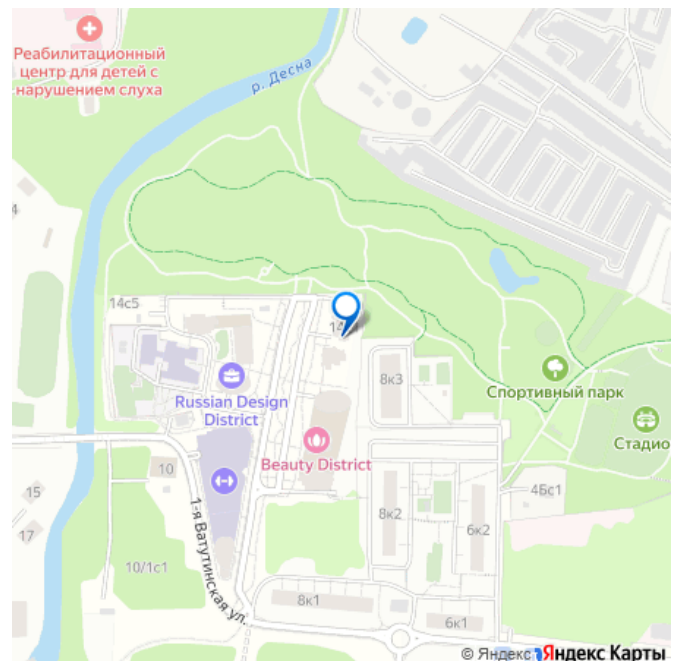 Реабилитационный
центр для детей с
нарушением слуха
р. Десна
4
14с5
8к3
Russian Design
District
Спортивный парк
Beauty District
Стадио
10
15
17
8к2
6к2
4Бс1
1-я Ватутинская ул.
10/1с1
8к1
6к1
© Яндекс
Яндекс Карты